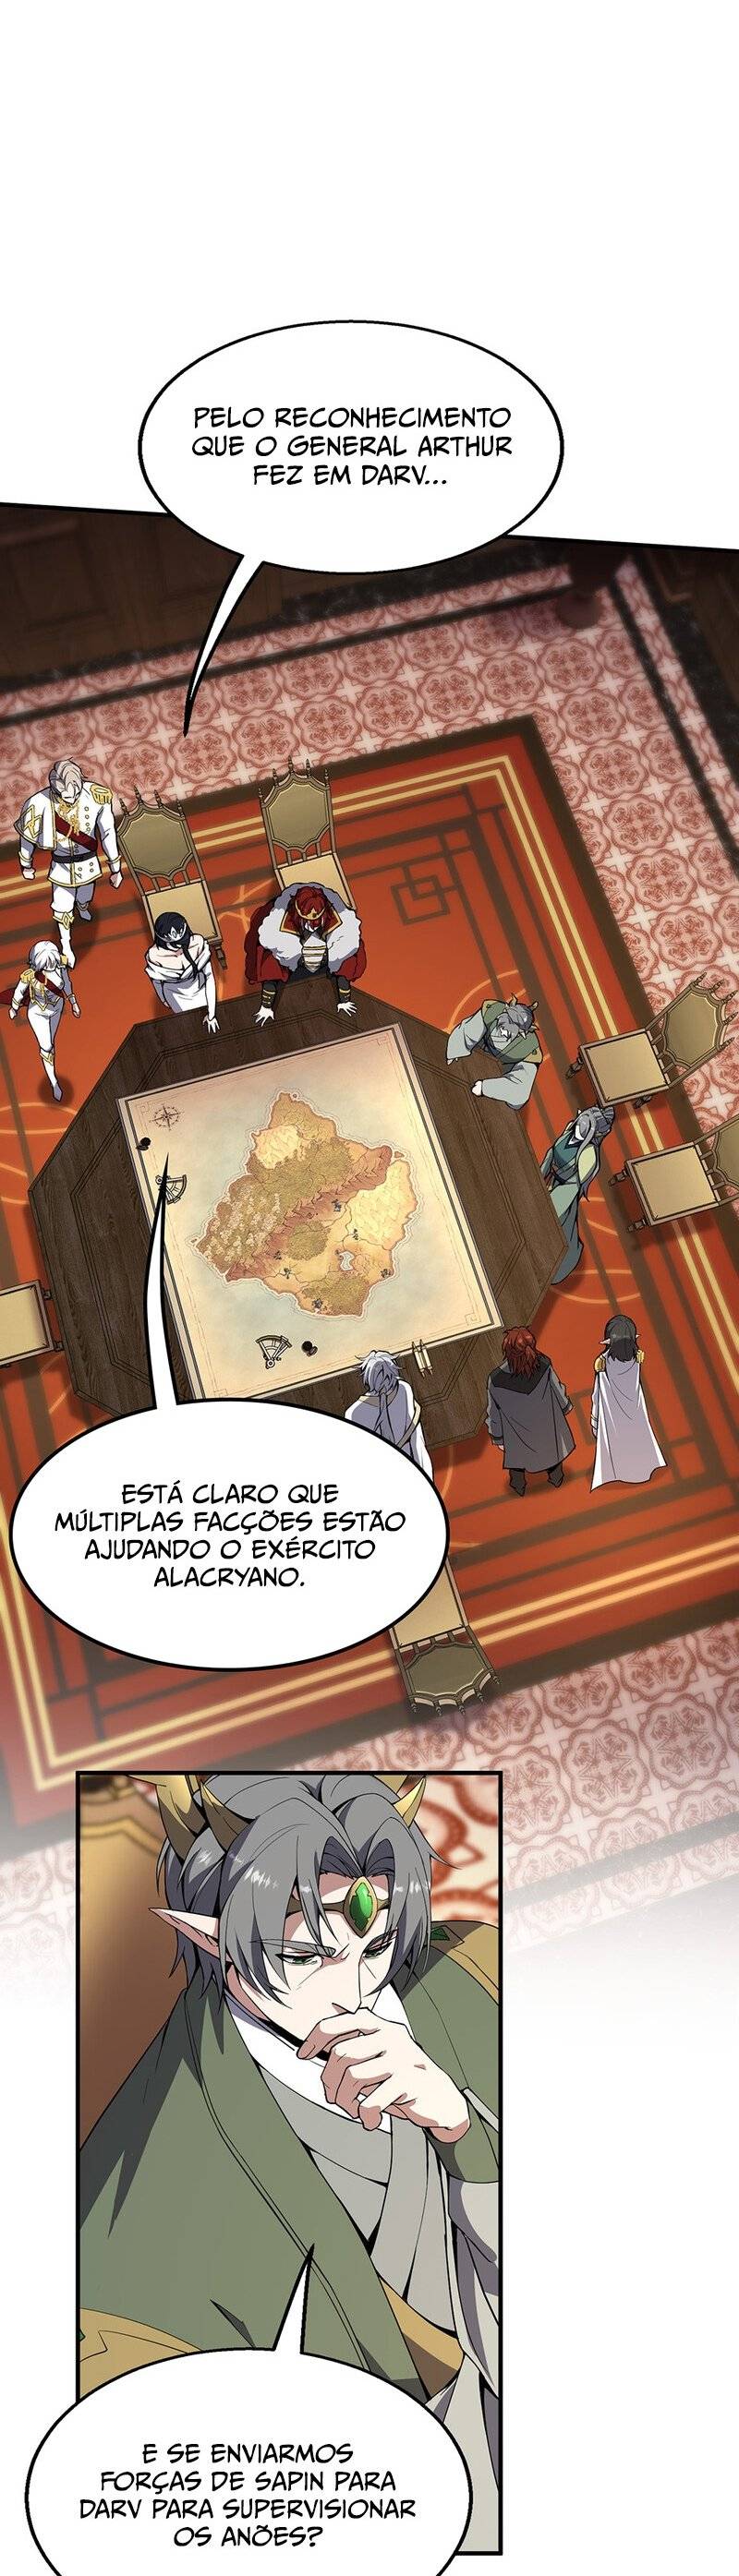 PELO RECONHECIMENTO
QUE O GENERAL ARTHUR
FEZ EM DARV...
ESTÁ CLARO QUE
MÚLTIPLAS FACÇÕES ESTÃO
AJUDANDO O EXÉRCITO
ALACRYANO.
E SE ENVIARMOS
FORÇAS DE SAPIN PARA
DARV PARA SUPERVISIONAR
OS ANÕES?